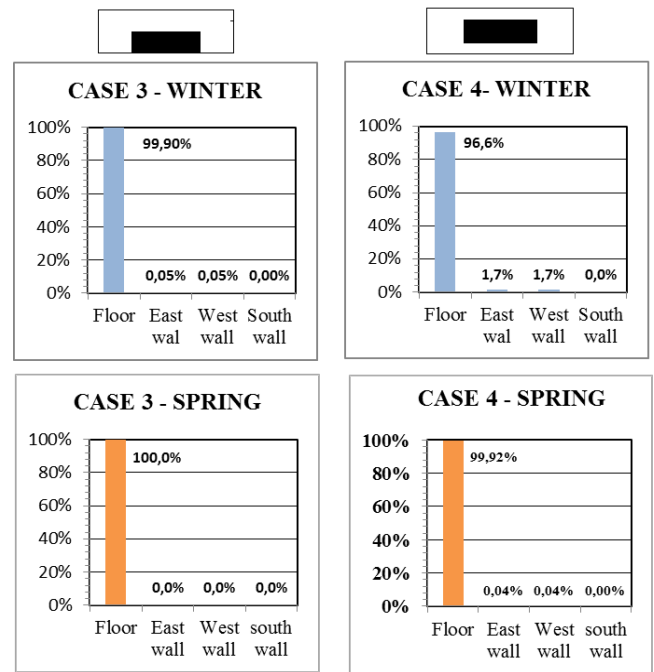 CASE 3 - WINTER
100%
80%
60%
40%
20%
0%
99,90%
0,05% 0,05% 0,00%
Floor East West South
wal wall wall
CASE 4- WINTER
100%
80%
60%
40%
20%
0%
96,6%
1,7% 1,7% 0,0%
Floor East West South
wall wall wall
CASE 3 - SPRING
100%
80%
60%
40%
20%
0%
100,0%
0,0% 0,0% 0,0%
Floor East West south
wall wall wall
CASE 4 - SPRING
100%
80%
60%
40%
20%
0%
99,92%
0,04% 0,04% 0,00%
Floor East West south
wall wall wall